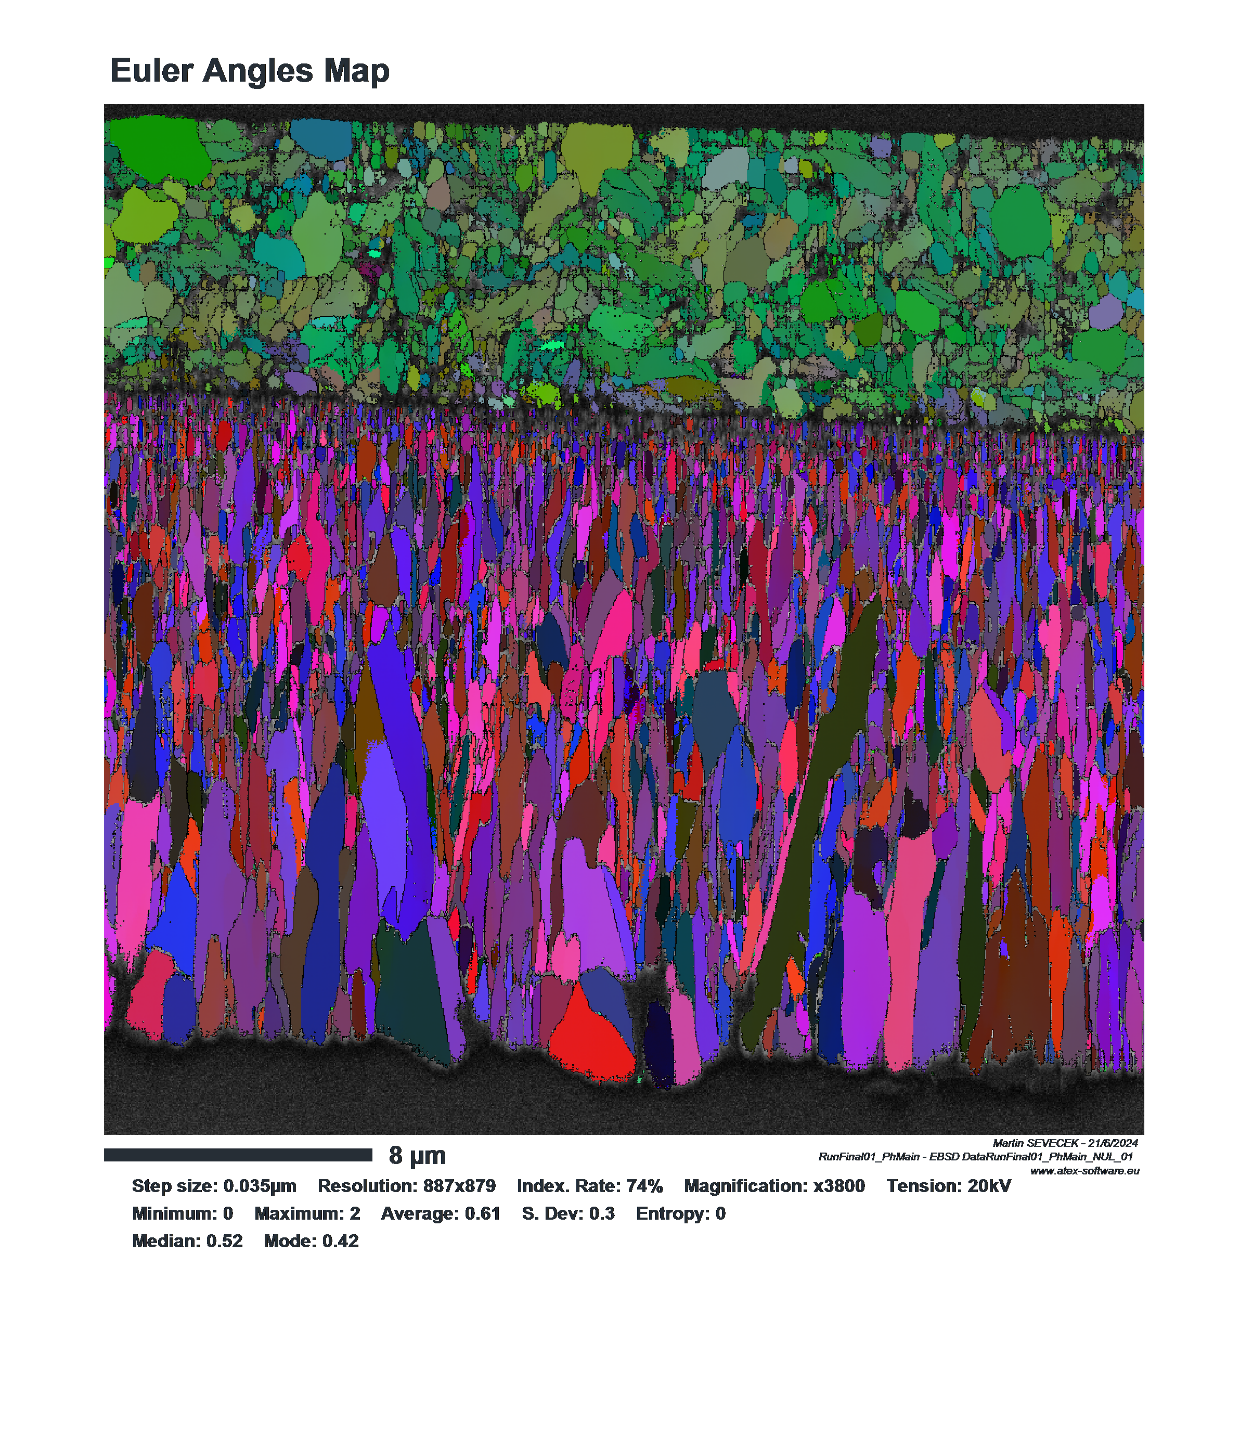 Euler Angles Map
8 µm
Martin SEVECEK - 21/6/2024
RunFinal01_PhMain - EBSD DataRunFinal01_PhMain_NUL_01
www.atex-software.eu
Step size: 0.035µm Resolution: 887x879 Index. Rate: 74% Magnification: x3800 Tension: 20kV
Minimum: 0 Maximum: 2 Average: 0.61 S. Dev: 0.3 Entropy: 0
Median: 0.52 Mode: 0.42